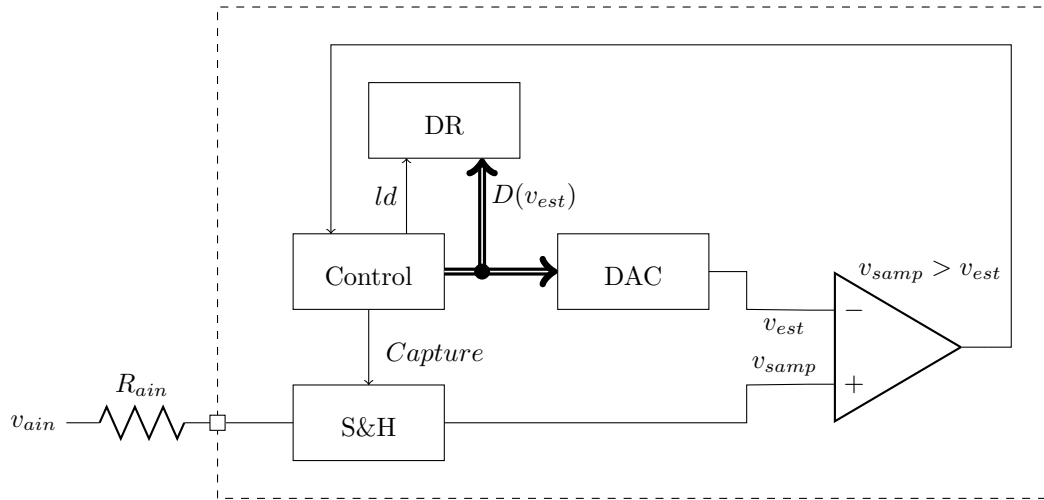 DR
ld
D(v_est)
Control
DAC
v_samp > v_est
−
v_est
Capture
v_samp
+
R_ain
v_ain
S&H